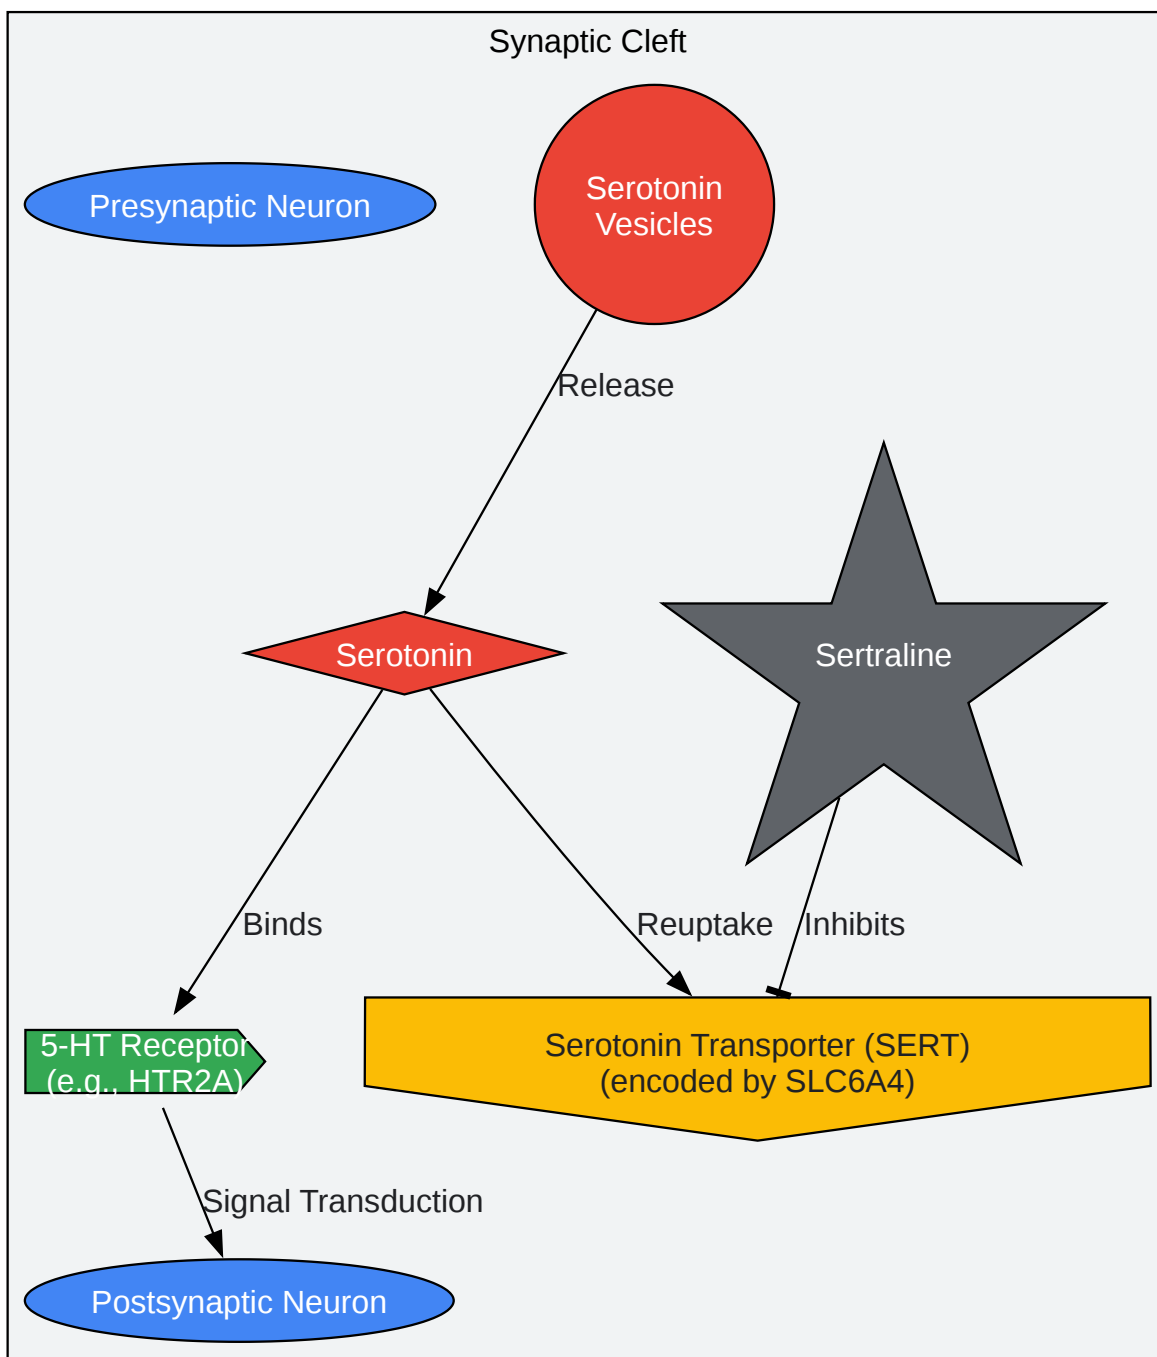 Synaptic Cleft
Presynaptic Neuron
Serotonin
Vesicles
Release
Serotonin
Sertraline
Binds
Reuptake
Inhibits
5-HT Receptor
(e.g., HTR2A)
Serotonin Transporter (SERT)
(encoded by SLC6A4)
Signal Transduction
Postsynaptic Neuron